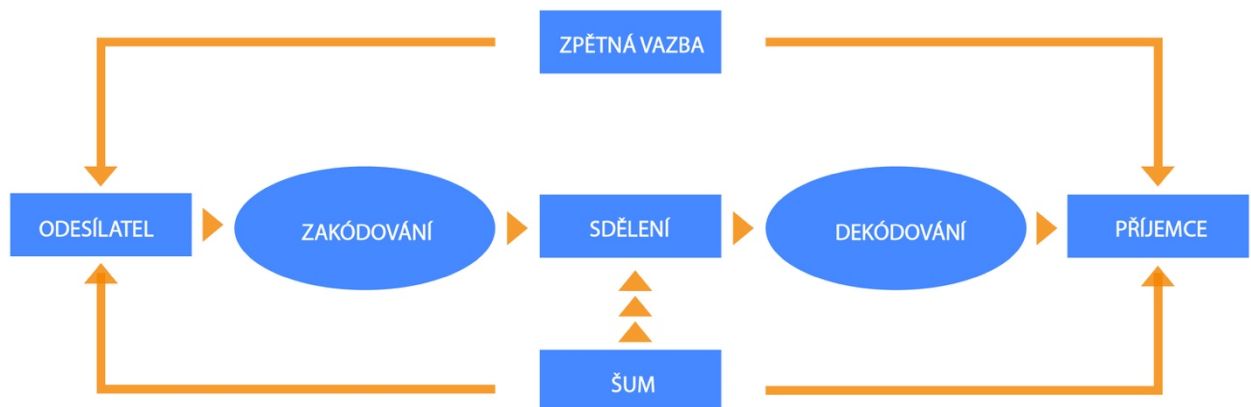 ZPĚTNÁ VAZBA
ODESÍLATEL
ZAKÓDOVÁNÍ
SDĚLENÍ
DEKÓDOVÁNÍ
PŘÍJEMCE
ŠUM